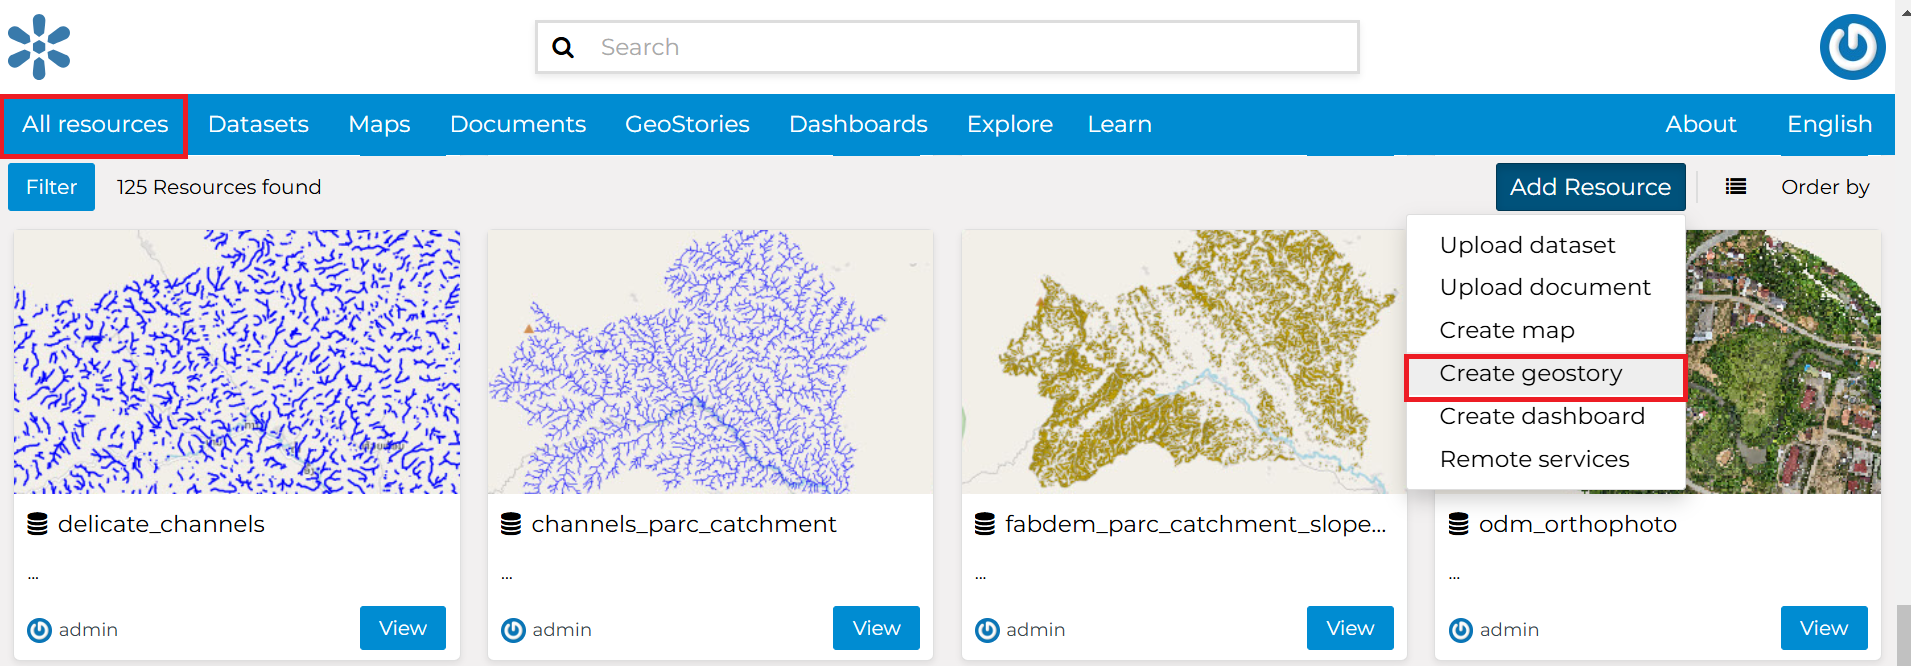 Search
All resources Datasets Maps Documents GeoStories Dashboards Explore Learn About English
Filter 125 Resources found Add Resource Order by
Upload dataset
Upload document
Create map
Create geostory
Create dashboard
Remote services
delicate_channels channels_parc_catchment fabdem_parc_catchment_slope... odm_orthophoto
... ... ... ...
admin View admin View admin View admin View